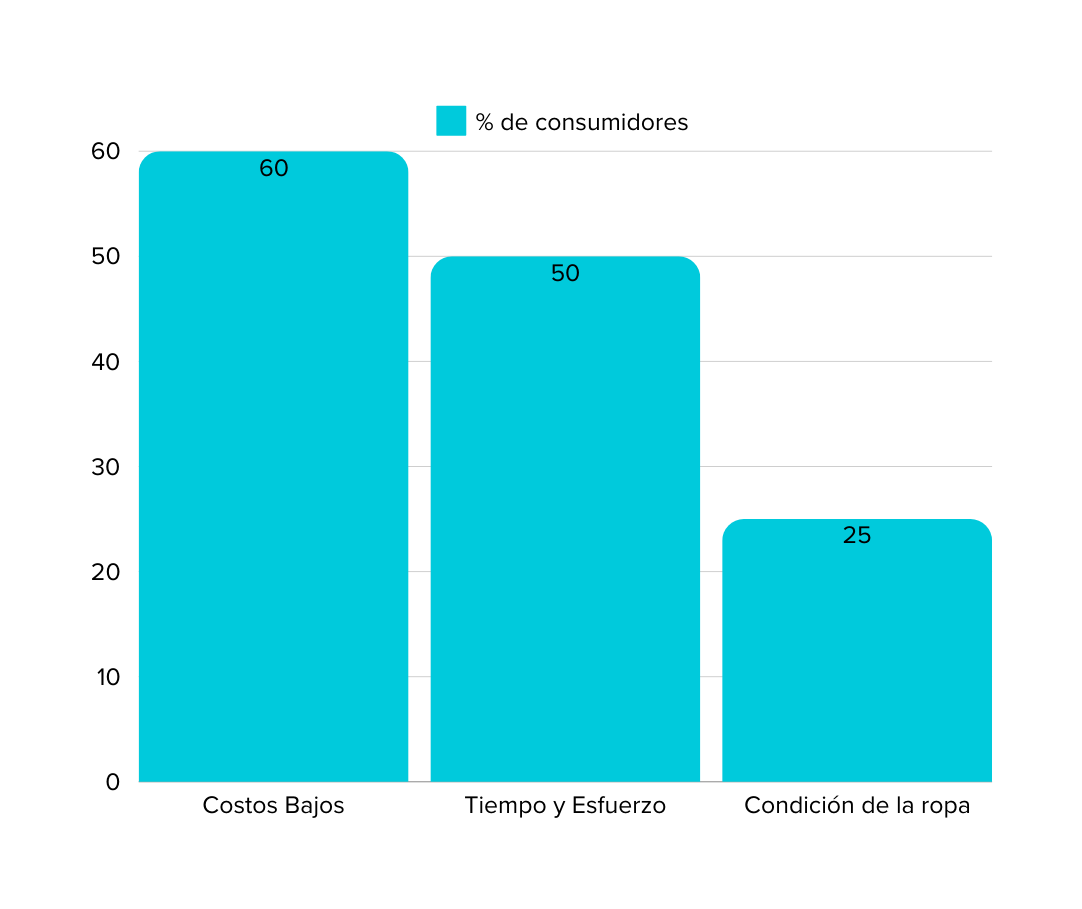 % de consumidores
60
50
40
30
20
10
0
60
50
25
Costos Bajos
Tiempo y Esfuerzo
Condición de la ropa